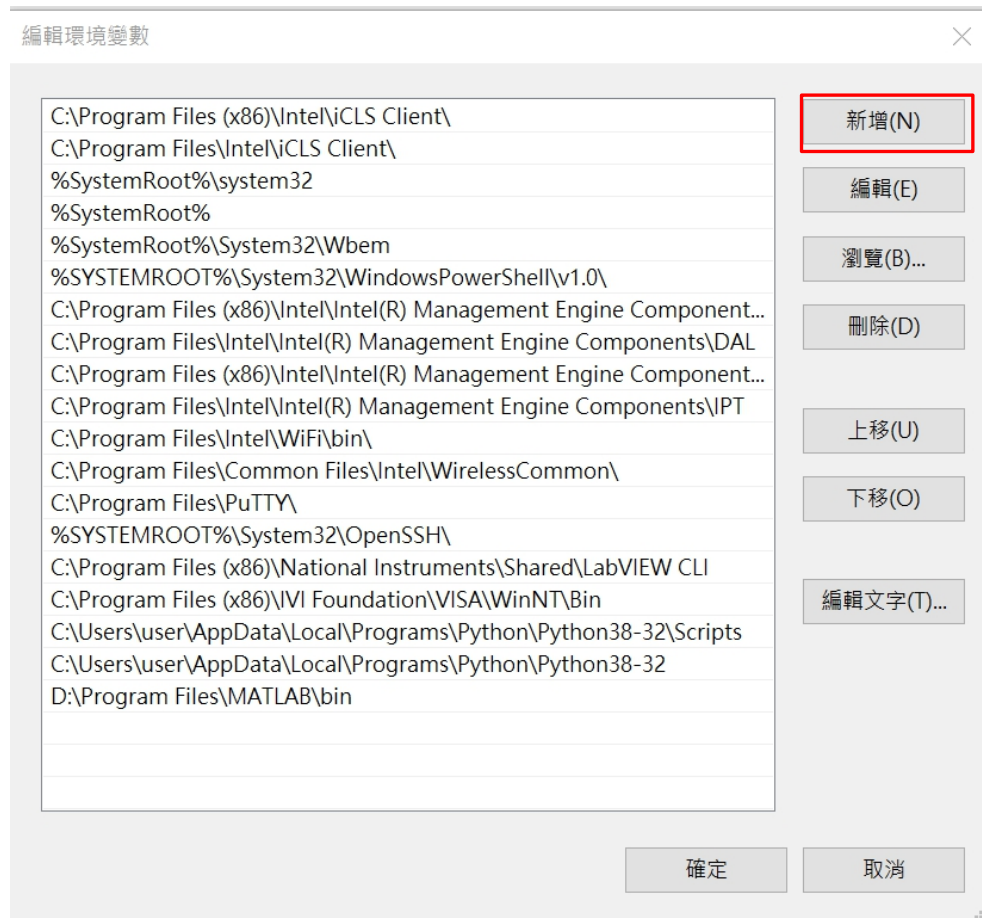 編輯環境變數
C:\Program Files (x86)\Intel\iCLS Client\
C:\Program Files\Intel\iCLS Client\
%SystemRoot%\system32
%SystemRoot%
%SystemRoot%\System32\Wbem
%SYSTEMROOT%\System32\WindowsPowerShell\v1.0\
C:\Program Files (x86)\Intel\Intel(R) Management Engine Component...
C:\Program Files\Intel\Intel(R) Management Engine Components\DAL
C:\Program Files (x86)\Intel\Intel(R) Management Engine Component...
C:\Program Files\Intel\Intel(R) Management Engine Components\IPT
C:\Program Files\Intel\WiFi\bin\
C:\Program Files\Common Files\Intel\WirelessCommon\
C:\Program Files\PuTTY\
%SYSTEMROOT%\System32\OpenSSH\
C:\Program Files (x86)\National Instruments\Shared\LabVIEW CLI
C:\Program Files (x86)\IVI Foundation\VISA\WinNT\Bin
C:\Users\user\AppData\Local\Programs\Python\Python38-32\Scripts
C:\Users\user\AppData\Local\Programs\Python\Python38-32
D:\Program Files\MATLAB\bin
新增(N)
編輯(E)
瀏覽(B)...
刪除(D)
上移(U)
下移(O)
編輯文字(T)...
確定
取消